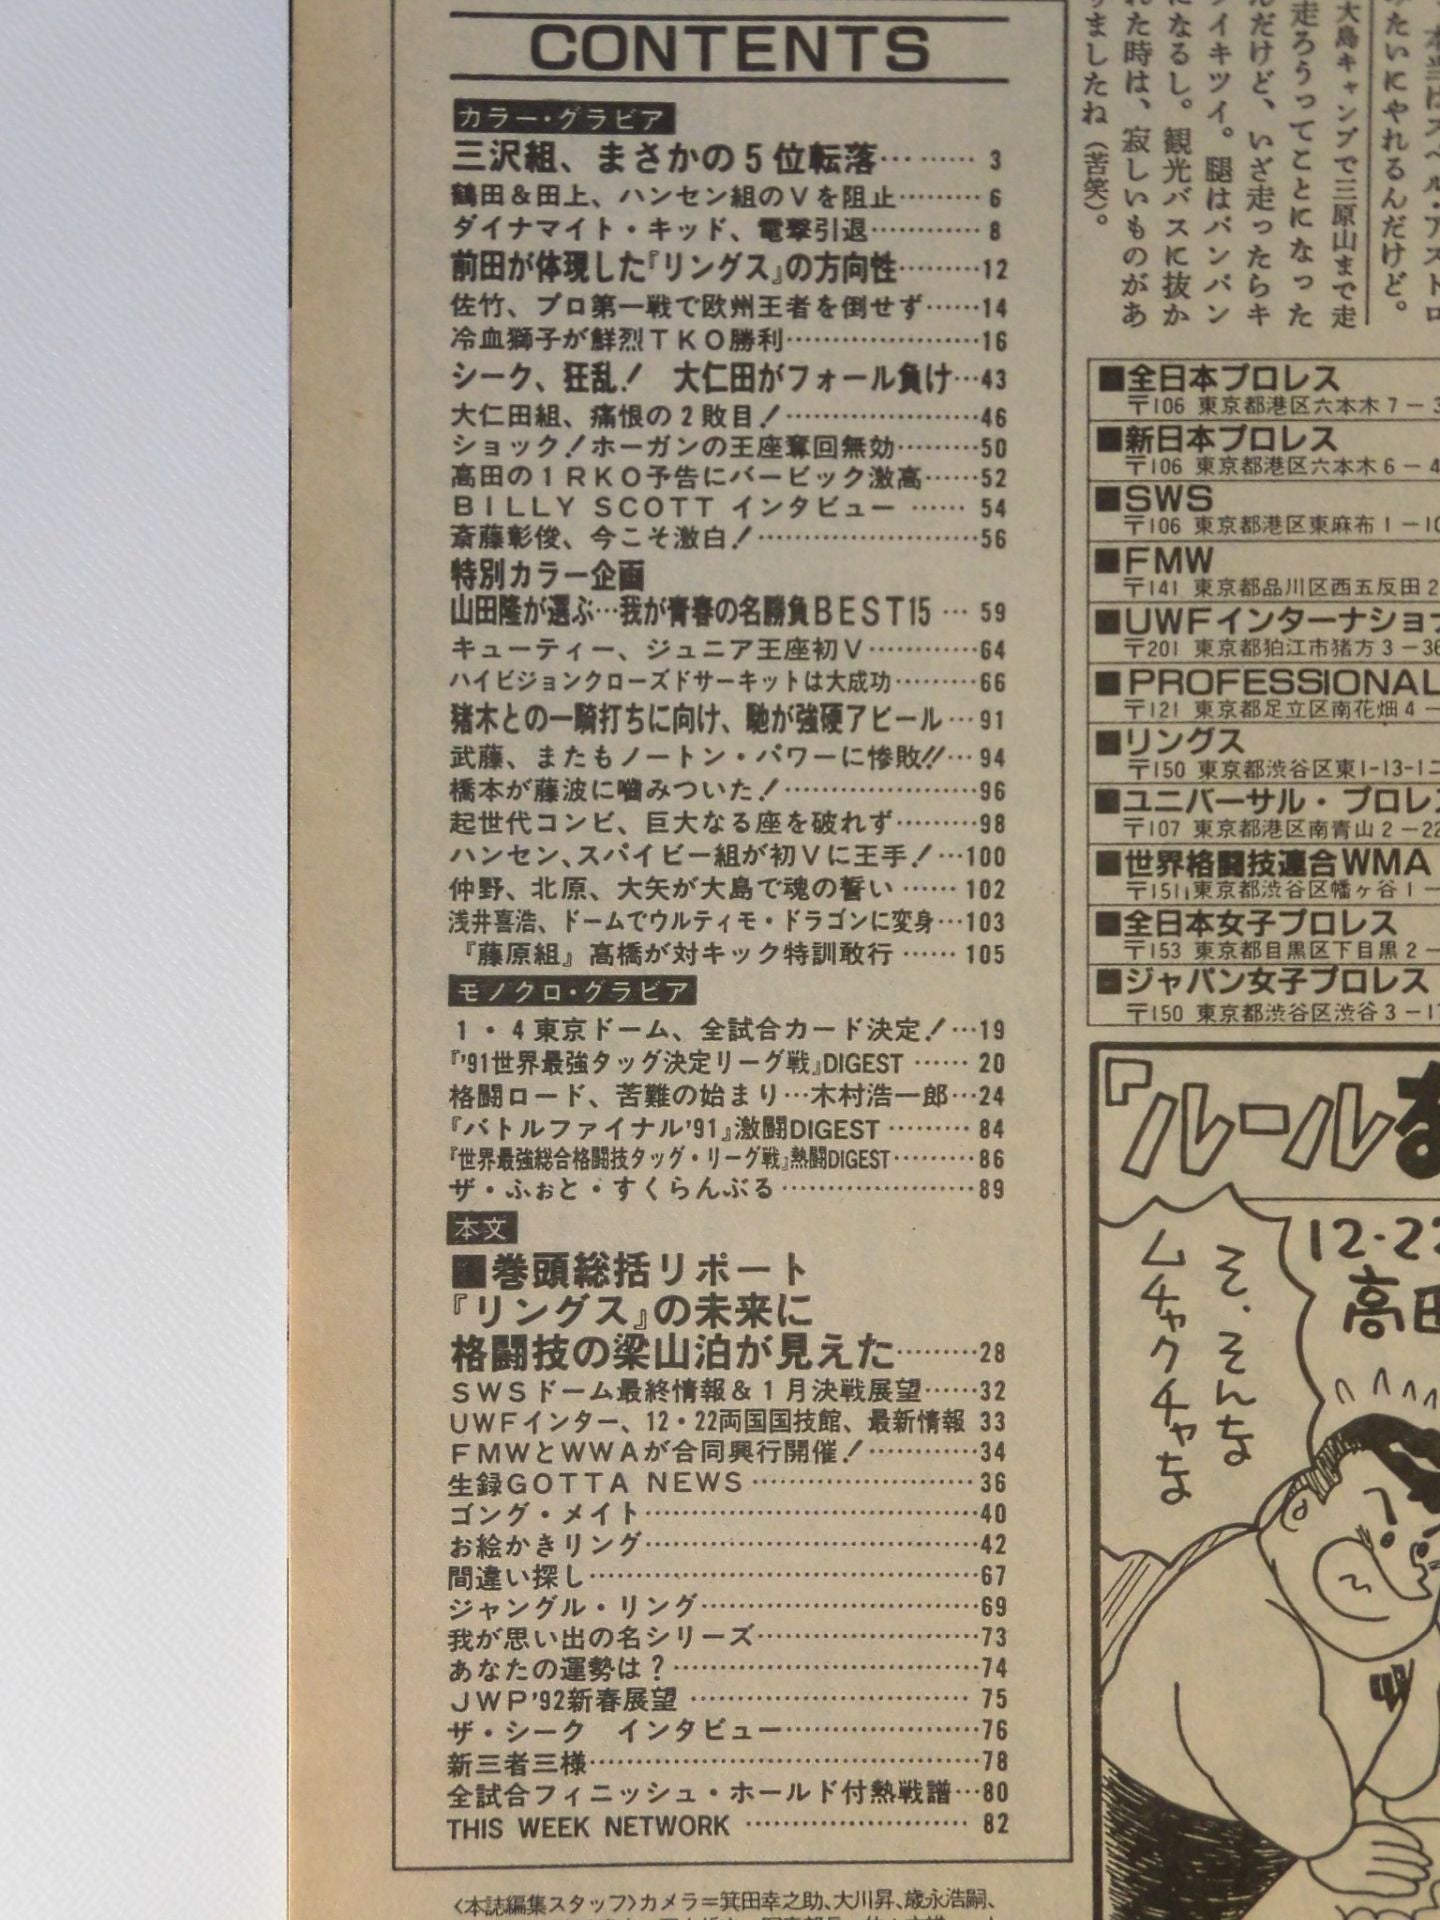 CONTENTS
カラー・グラビア
三沢組、まさかの5位転落………3
鶴田&田上、ハンセン組のVを阻止………6
ダイナマイト・キッド、電撃引退…………8
前田が体現した『リングス』の方向性………12
佐竹、プロ第一戦で欧州王者を倒せず……14
冷血獅子が鮮烈TKO勝利…………………16
シーク、狂乱! 大仁田がフォール負け…43
大仁田組、痛恨の2敗目!…………………46
ショック!ホーガンの王座奪回無効………50
高田の1RKO予告にバービック激高……52
BILLY SCOTT インタビュー ……54
斎藤彰俊、今こそ激白!……………………56
特別カラー企画
山田隆が選ぶ…我が青春の名勝負BEST15 …59
キューティー、ジュニア王座初V…………64
ハイビジョンクローズドサーキットは大成功………66
猪木との一騎打ちに向け、馳が強硬アピール…91
武藤、またもノートン・パワーに惨敗!!…94
橋本が藤波に噛みついた!…………………96
起世代コンビ、巨大なる座を破れず………98
ハンセン、スパイビー組が初Vに王手!…100
仲野、北原、大矢が大島で魂の誓い……102
浅井喜浩、ドームでウルティモ・ドラゴンに変身…103
『藤原組』高橋が対キック特訓敢行……105
モノクロ・グラビア
1・4東京ドーム、全試合カード決定!…19
『'91世界最強タッグ決定リーグ戦』DIGEST ……20
格闘ロード、苦難の始まり…木村浩一郎…24
『バトルファイナル'91』激闘DIGEST………84
『世界最強総合格闘技タッグ・リーグ戦』熱闘DIGEST………86
ザ・ふぉと・すくらんぶる…………………89
本文
■巻頭総括リポート
『リングス』の未来に
格闘技の梁山泊が見えた………28
SWSドーム最終情報&1月決戦展望……32
UWFインター、12・22両国国技館、最新情報 33
FMWとWWAが合同興行開催!…………34
生録GOTTA NEWS……………………36
ゴング・メイト………………………………40
お絵かきリング………………………………42
間違い探し……………………………………67
ジャングル・リング…………………………69
我が思い出の名シリーズ……………………73
あなたの運勢は?……………………………74
JWP'92新春展望…………………………75
ザ・シーク インタビュー…………………76
新三者三様……………………………………78
全試合フィニッシュ・ホールド付熱戦譜…80
THIS WEEK NETWORK……………………82
〈本誌編集スタッフ〉カメラ=箕田幸之助、大川昇、歳永浩嗣、
みたいにやれるんだけど。
大島キャンプで三原山まで走
走ろうってことになった
んだけど、いざ走ったらキ
ツイキツイ。腿はパンパン
になるし。観光バスに抜か
れた時は、寂しいものがあ
りましたね(苦笑)。
■全日本プロレス
〒106 東京都港区六本木7-3
■新日本プロレス
〒106 東京都港区六本木6-4
■SWS
〒106 東京都港区東麻布1-10
■FMW
〒141 東京都品川区西五反田2
■UWFインターナショナ
〒201 東京都狛江市猪方3-36
■PROFESSIONAL
〒121 東京都足立区南花畑4-
■リングス
〒150 東京都渋谷区東1-13-1
■ユニバーサル・プロレス
〒107 東京都港区南青山2-22
■世界格闘技連合WMA
〒151 東京都渋谷区幡ヶ谷1-
■全日本女子プロレス
〒153 東京都目黒区下目黒2-
■ジャパン女子プロレス
〒150 東京都渋谷区渋谷3-17
『ルール
12・22
高田
そ、そんな
ムチャクチャな